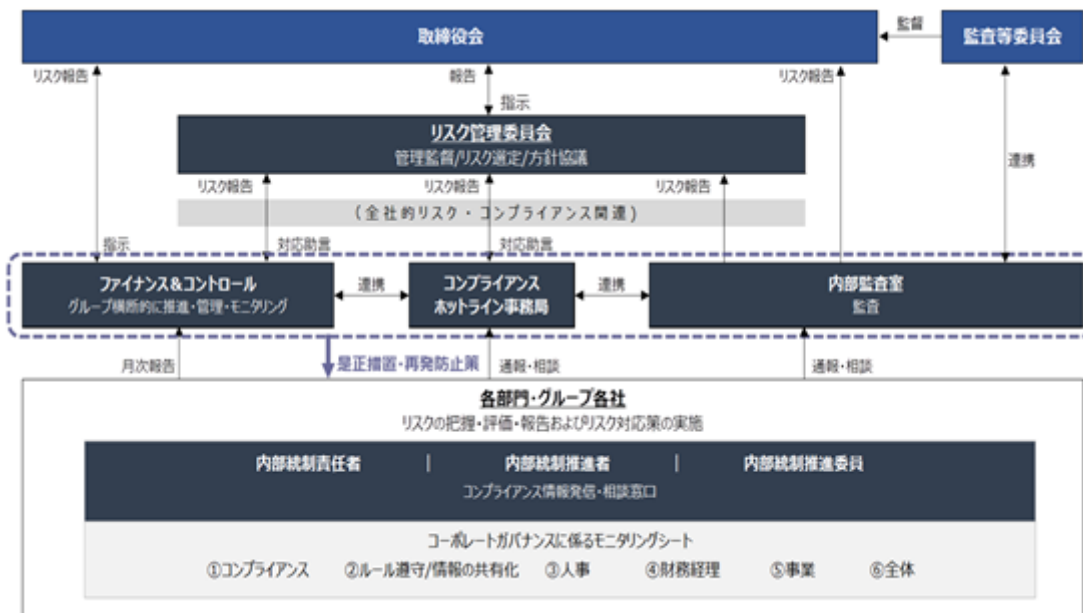 取締役会
監督
監査等委員会
リスク報告
報告
リスク報告
指示
リスク管理委員会
管理監督/リスク選定/方針協議
連携
リスク報告
リスク報告
リスク報告
(全社的リスク・コンプライアンス関連)
指示
対応助言
対応助言
ファイナンス&コントロール
グループ横断的に推進・管理・モニタリング
連携
コンプライアンス
ホットライン事務局
連携
内部監査室
監査
月次報告
是正措置・再発防止策
通報・相談
通報・相談
各部門・グループ各社
リスクの把握・評価・報告およびリスク対応策の実施
内部統制責任者 | 内部統制推進者 | 内部統制推進委員
コンプライアンス情報発信・相談窓口
コーポレートガバナンスに係るモニタリングシート
①コンプライアンス ②ルール遵守/情報の共有化 ③人事 ④財務経理 ⑤事業 ⑥全体